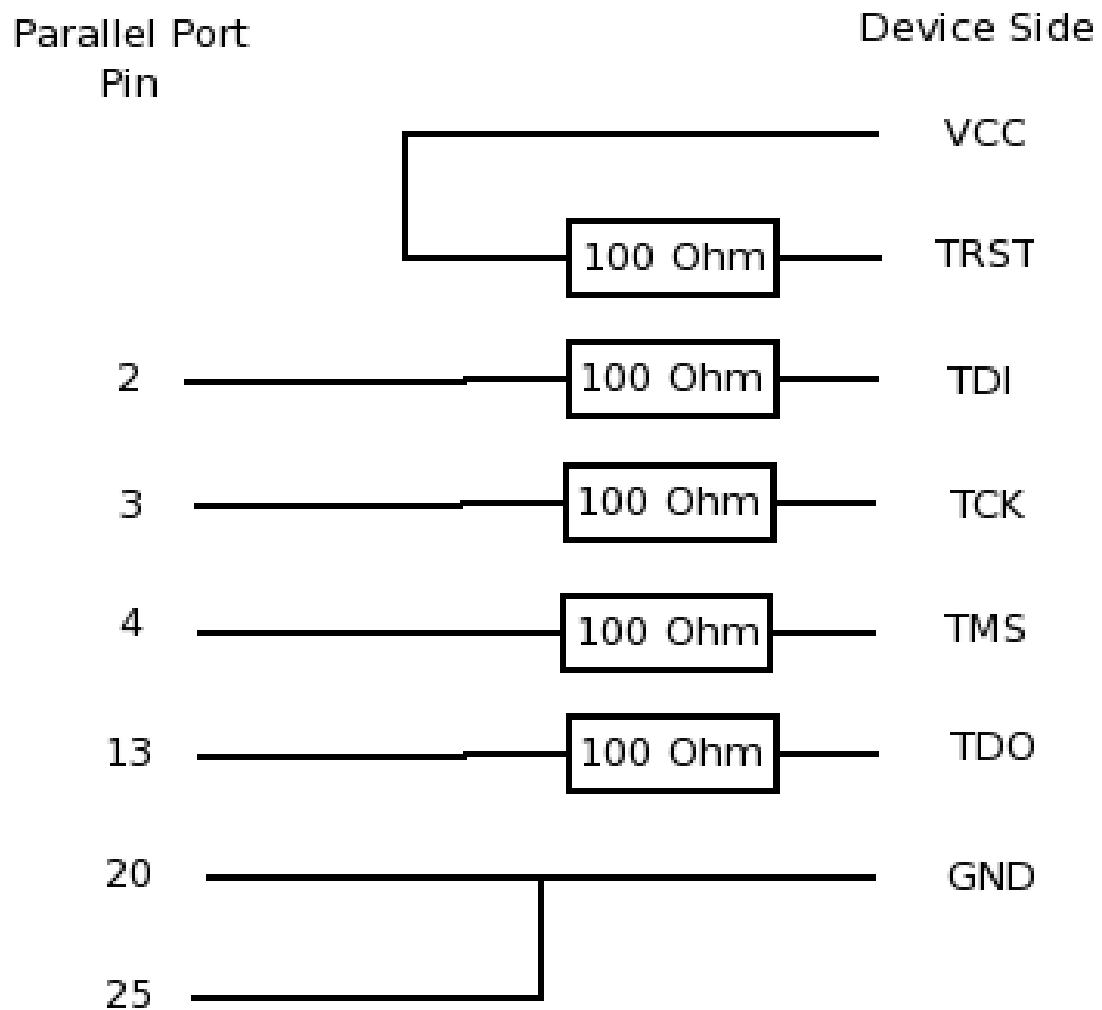 Parallel Port
Pin
Device Side
VCC
100 Ohm
TRST
2
100 Ohm
TDI
3
100 Ohm
TCK
4
100 Ohm
TMS
13
100 Ohm
TDO
20
GND
25